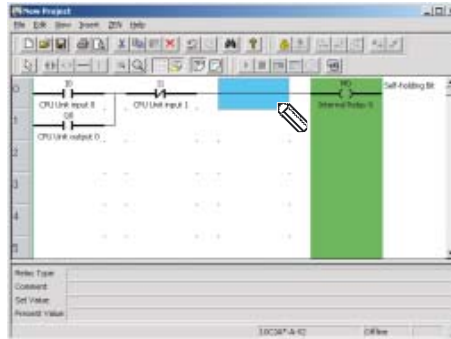 New Project
File Edit View Insert ZEN Help
0
I0
I1
M0
Self-holding Bit
CPU Unit input 0
CPU Unit input 1
Internal Relay 0
1
Q0
CPU Unit output 0
2
3
4
5
Relay Type
Comment
Set Value
Present Value
Offline